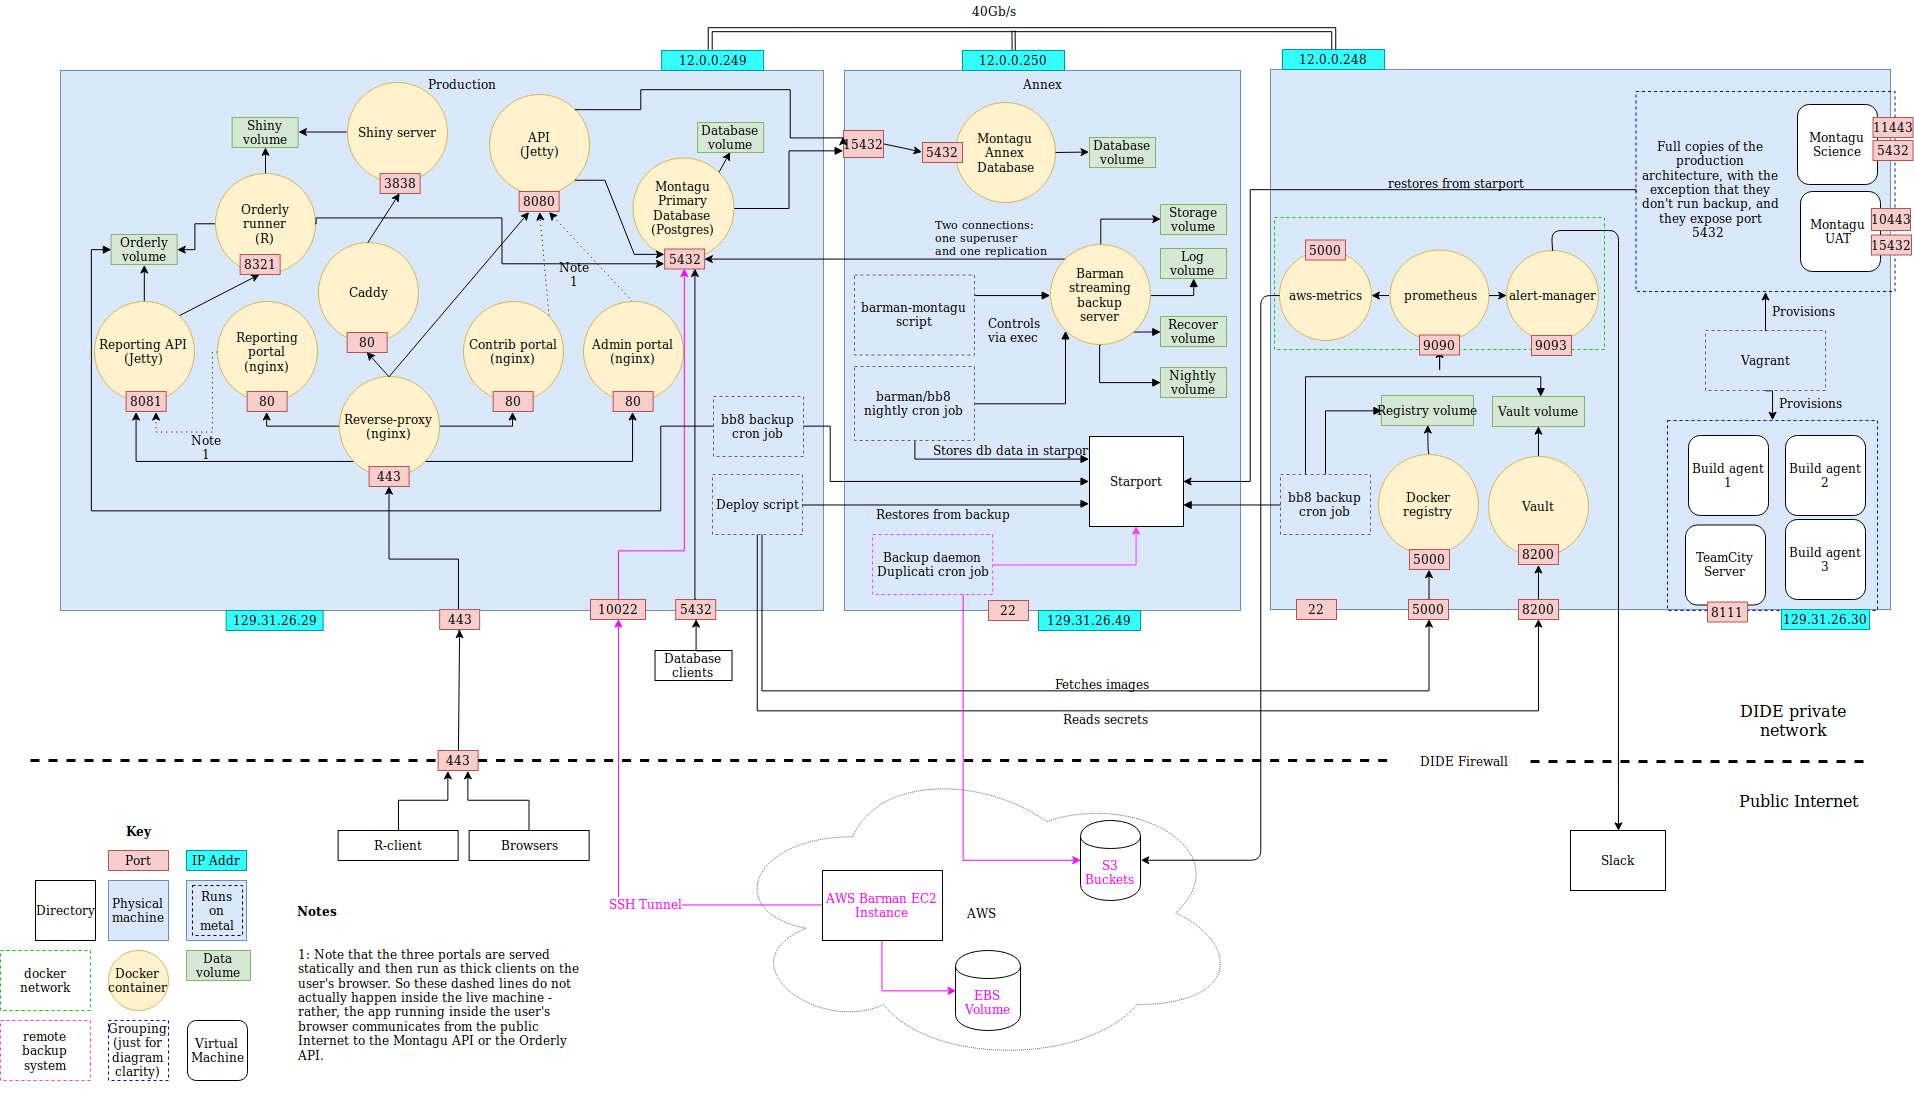 40Gb/s
12.0.0.249
12.0.0.250
12.0.0.248
Production
Annex
Shiny
volume
Shiny server
3838
API
(Jetty)
8080
Database
volume
Montagu
Primary
Database
(Postgres)
5432
Orderly
runner
(R)
8321
Orderly
volume
Caddy
80
Note
1
Reporting API
(Jetty)
8081
Reporting
portal
(nginx)
80
Contrib portal
(nginx)
80
Admin portal
(nginx)
80
Reverse-proxy
(nginx)
443
Note
1
bb8 backup
cron job
Deploy script
129.31.26.29
443
10022
5432
Database
clients
15432
5432
Montagu
Annex
Database
Database
volume
Two connections:
one superuser
and one replication
Storage
volume
Log
volume
Recover
volume
Nightly
volume
Barman
streaming
backup
server
barman-montagu
script
Controls
via exec
barman/bb8
nightly cron job
Stores db data in starpor
Starport
Restores from backup
Backup daemon
Duplicati cron job
22
129.31.26.49
restores from starport
Full copies of the
production
architecture, with the
exception that they
don't run backup, and
they expose port
5432
Montagu
Science
11443
5432
Montagu
UAT
10443
15432
5000
aws-metrics
prometheus
9090
alert-manager
9093
Provisions
Vagrant
Provisions
Registry volume
Vault volume
bb8 backup
cron job
Docker
registry
5000
Vault
8200
Build agent
1
Build agent
2
TeamCity
Server
Build agent
3
22
5000
8200
8111
129.31.26.30
Fetches images
Reads secrets
DIDE private
network
443
DIDE Firewall
Public Internet
R-client
Browsers
SSH Tunnel
AWS Barman EC2
Instance
AWS
S3
Buckets
EBS
Volume
Slack
Key
Port
IP Addr
Directory
Physical
machine
Runs
on
metal
docker
network
Docker
container
Data
volume
remote
backup
system
Grouping
(just for
diagram
clarity)
Virtual
Machine
Notes
1: Note that the three portals are served
statically and then run as thick clients on the
user's browser. So these dashed lines do not
actually happen inside the live machine -
rather, the app running inside the user's
browser communicates from the public
Internet to the Montagu API or the Orderly
API.